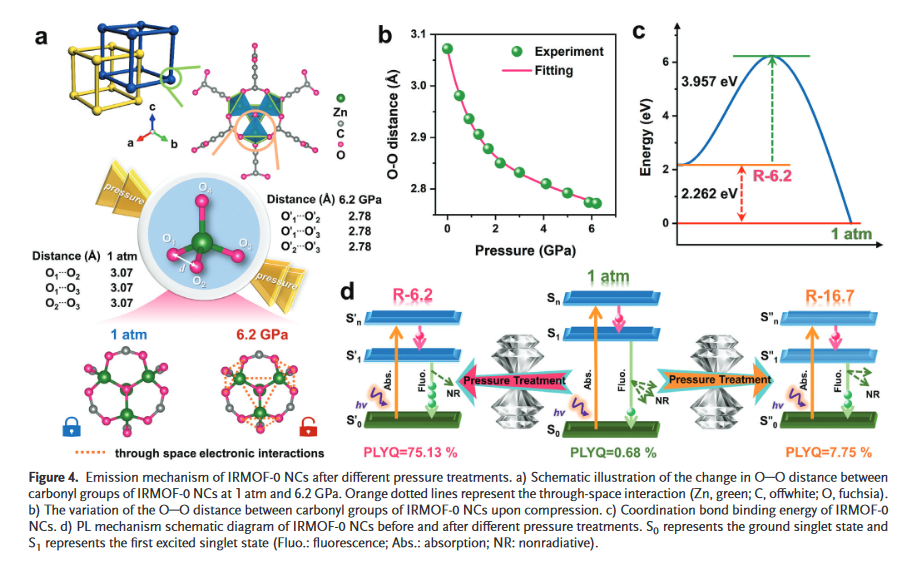 a
Zn
C
O
c
a
b
pressure
O₁
O₃
O₂
d
pressure
Distance (Å) 6.2 GPa
O'₁···O'₂ 2.78
O'₁···O'₃ 2.78
O'₂···O'₃ 2.78
Distance (Å) 1 atm
O₁···O₂ 3.07
O₁···O₃ 3.07
O₂···O₃ 3.07
1 atm
6.2 GPa
through space electronic interactions
b
3.1
3.0
2.9
2.8
O-O distance (Å)
Experiment
Fitting
0
2
4
6
Pressure (GPa)
c
6
4
2
0
Energy (eV)
3.957 eV
R-6.2
2.262 eV
1 atm
d
R-6.2
S'ₙ
S'₁
S'₀
Abs.
Fluo.
NR
hν
PLYQ=75.13 %
Pressure Treatment
1 atm
Sₙ
S₁
S₀
Abs.
Fluo.
NR
hν
PLYQ=0.68 %
Pressure Treatment
R-16.7
S"ₙ
S"₁
S"₀
Abs.
Fluo.
NR
hν
PLYQ=7.75 %
Figure 4. Emission mechanism of IRMOF-0 NCs after different pressure treatments. a) Schematic illustration of the change in O—O distance between
carbonyl groups of IRMOF-0 NCs at 1 atm and 6.2 GPa. Orange dotted lines represent the through-space interaction (Zn, green; C, offwhite; O, fuchsia).
b) The variation of the O—O distance between carbonyl groups of IRMOF-0 NCs upon compression. c) Coordination bond binding energy of IRMOF-0
NCs. d) PL mechanism schematic diagram of IRMOF-0 NCs before and after different pressure treatments. S₀ represents the ground singlet state and
S₁ represents the first excited singlet state (Fluo.: fluorescence; Abs.: absorption; NR: nonradiative).